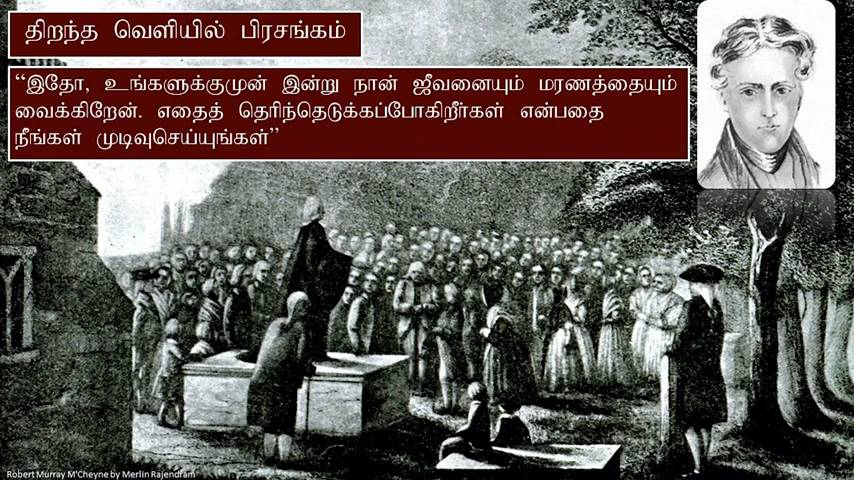 திறந்த வெளியில் பிரசங்கம்
“இதோ, உங்களுக்குமுன் இன்று நான் ஜீவனையும் மரணத்தையும்
வைக்கிறேன். எதைத் தெரிந்தெடுக்கப்போகிறீர்கள் என்பதை
நீங்கள் முடிவுசெய்யுங்கள்”
Robert Murray M'Cheyne by Merlin Rajendram